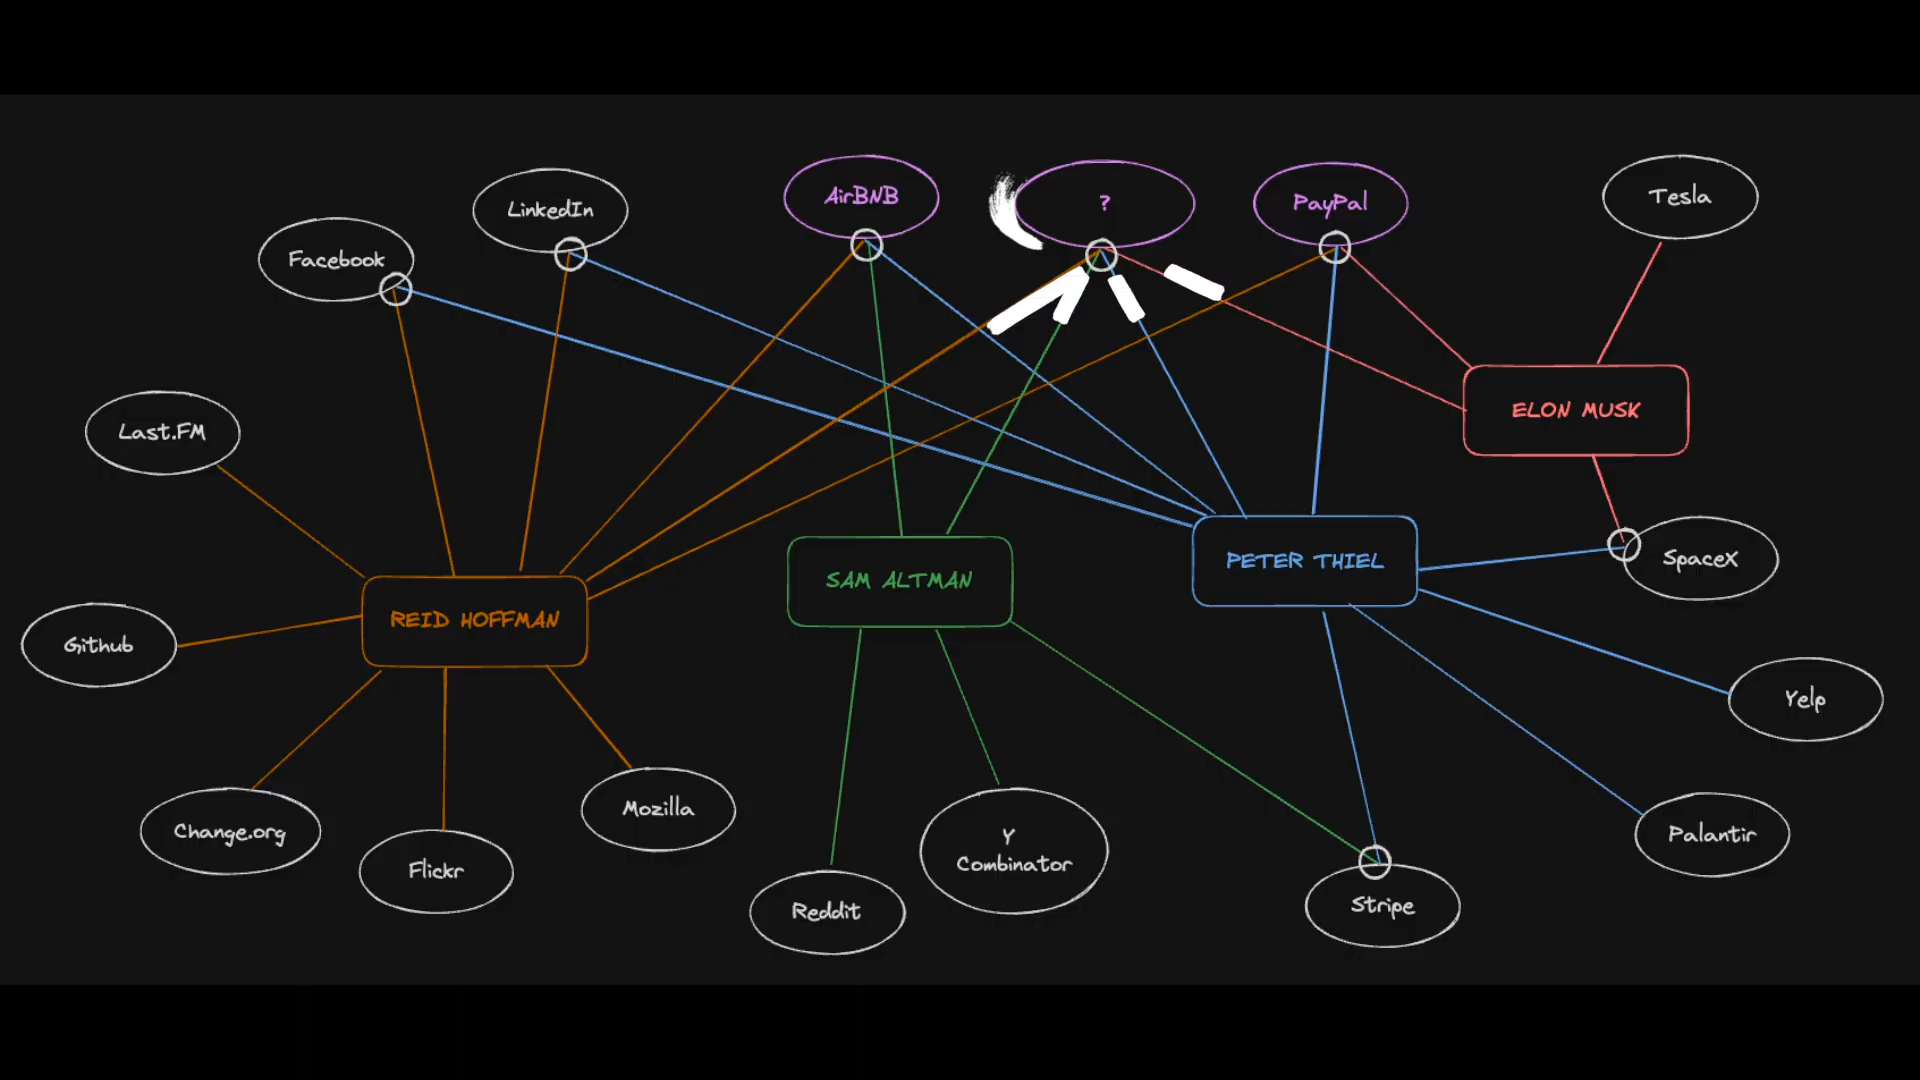 AirBNB
?
PayPal
Tesla
LinkedIn
Facebook
ELON MUSK
Last.FM
SpaceX
PETER THIEL
SAM ALTMAN
REID HOFFMAN
Github
Yelp
Mozilla
Change.org
Y
Combinator
Palantir
Flickr
Reddit
Stripe